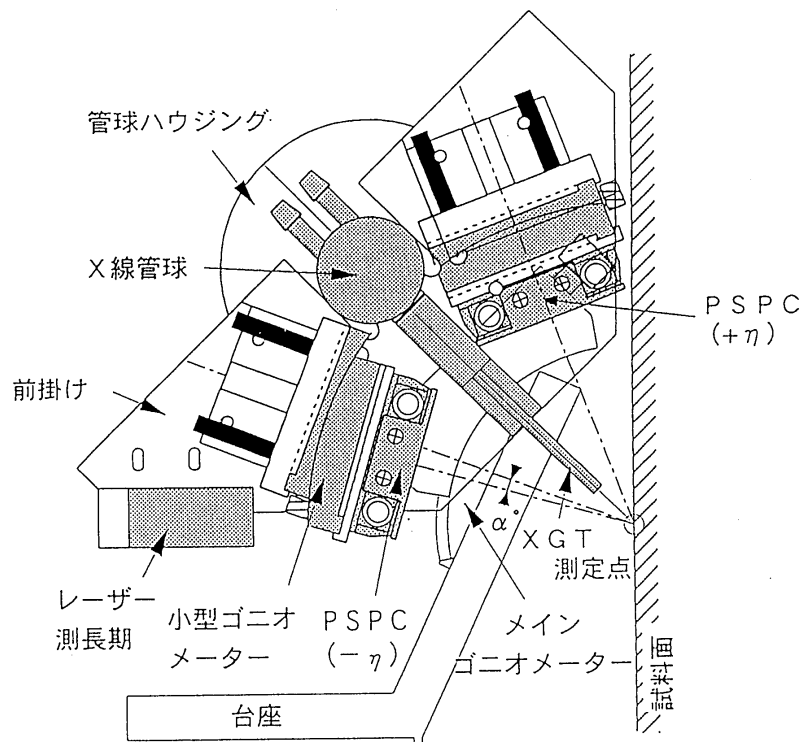 管球ハウジング
X線管球
前掛け
PSPC
(+η)
α°
XGT
測定点
レーザー
測長期
小型ゴニオ
メーター
PSPC
(－η)
メイン
ゴニオメーター
試料面
台座